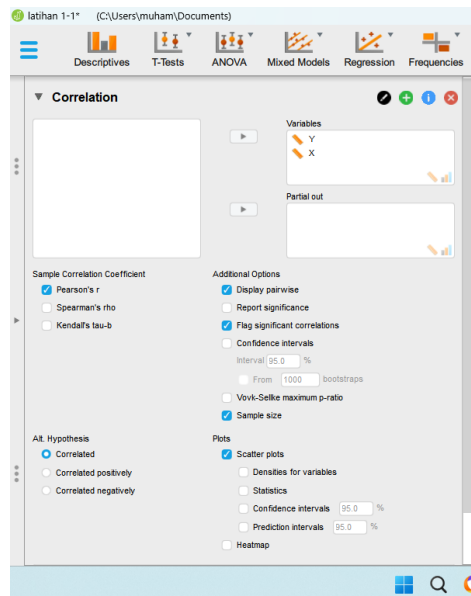 latihan 1-1* (C:\Users\muham\Documents)
Descriptives T-Tests ANOVA Mixed Models Regression Frequencies
Correlation
Variables
Y
X
Partial out
Sample Correlation Coefficient
Pearson's r
Spearman's rho
Kendall's tau-b
Additional Options
Display pairwise
Report significance
Flag significant correlations
Confidence intervals
Interval 95.0 %
From 1000 bootstraps
Vovk-Sellke maximum p-ratio
Sample size
Alt. Hypothesis
Correlated
Correlated positively
Correlated negatively
Plots
Scatter plots
Densities for variables
Statistics
Confidence intervals 95.0 %
Prediction intervals 95.0 %
Heatmap